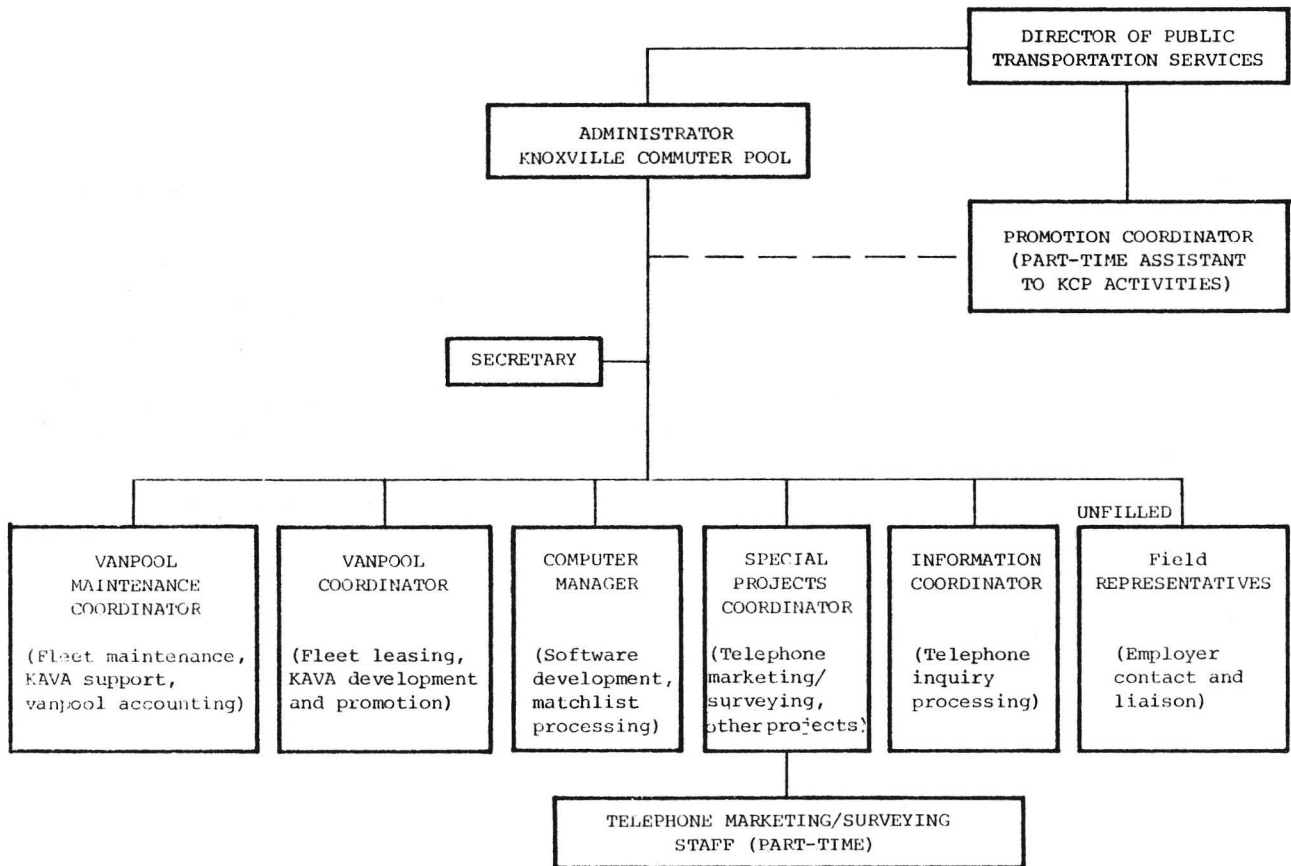 DIRECTOR OF PUBLIC
TRANSPORTATION SERVICES
ADMINISTRATOR
KNOXVILLE COMMUTER POOL
PROMOTION COORDINATOR
(PART-TIME ASSISTANT
TO KCP ACTIVITIES)
SECRETARY
UNFILLED
VANPOOL
MAINTENANCE
COORDINATOR
(Fleet maintenance,
KAVA support,
vanpool accounting)
VANPOOL
COORDINATOR
(Fleet leasing,
KAVA development
and promotion)
COMPUTER
MANAGER
(Software
development,
matchlist
processing)
SPECIAL
PROJECTS
COORDINATOR
(Telephone
marketing/
surveying,
other projects)
INFORMATION
COORDINATOR
(Telephone
inquiry
processing)
Field
REPRESENTATIVES
(Employer
contact and
liaison)
TELEPHONE MARKETING/SURVEYING
STAFF (PART-TIME)